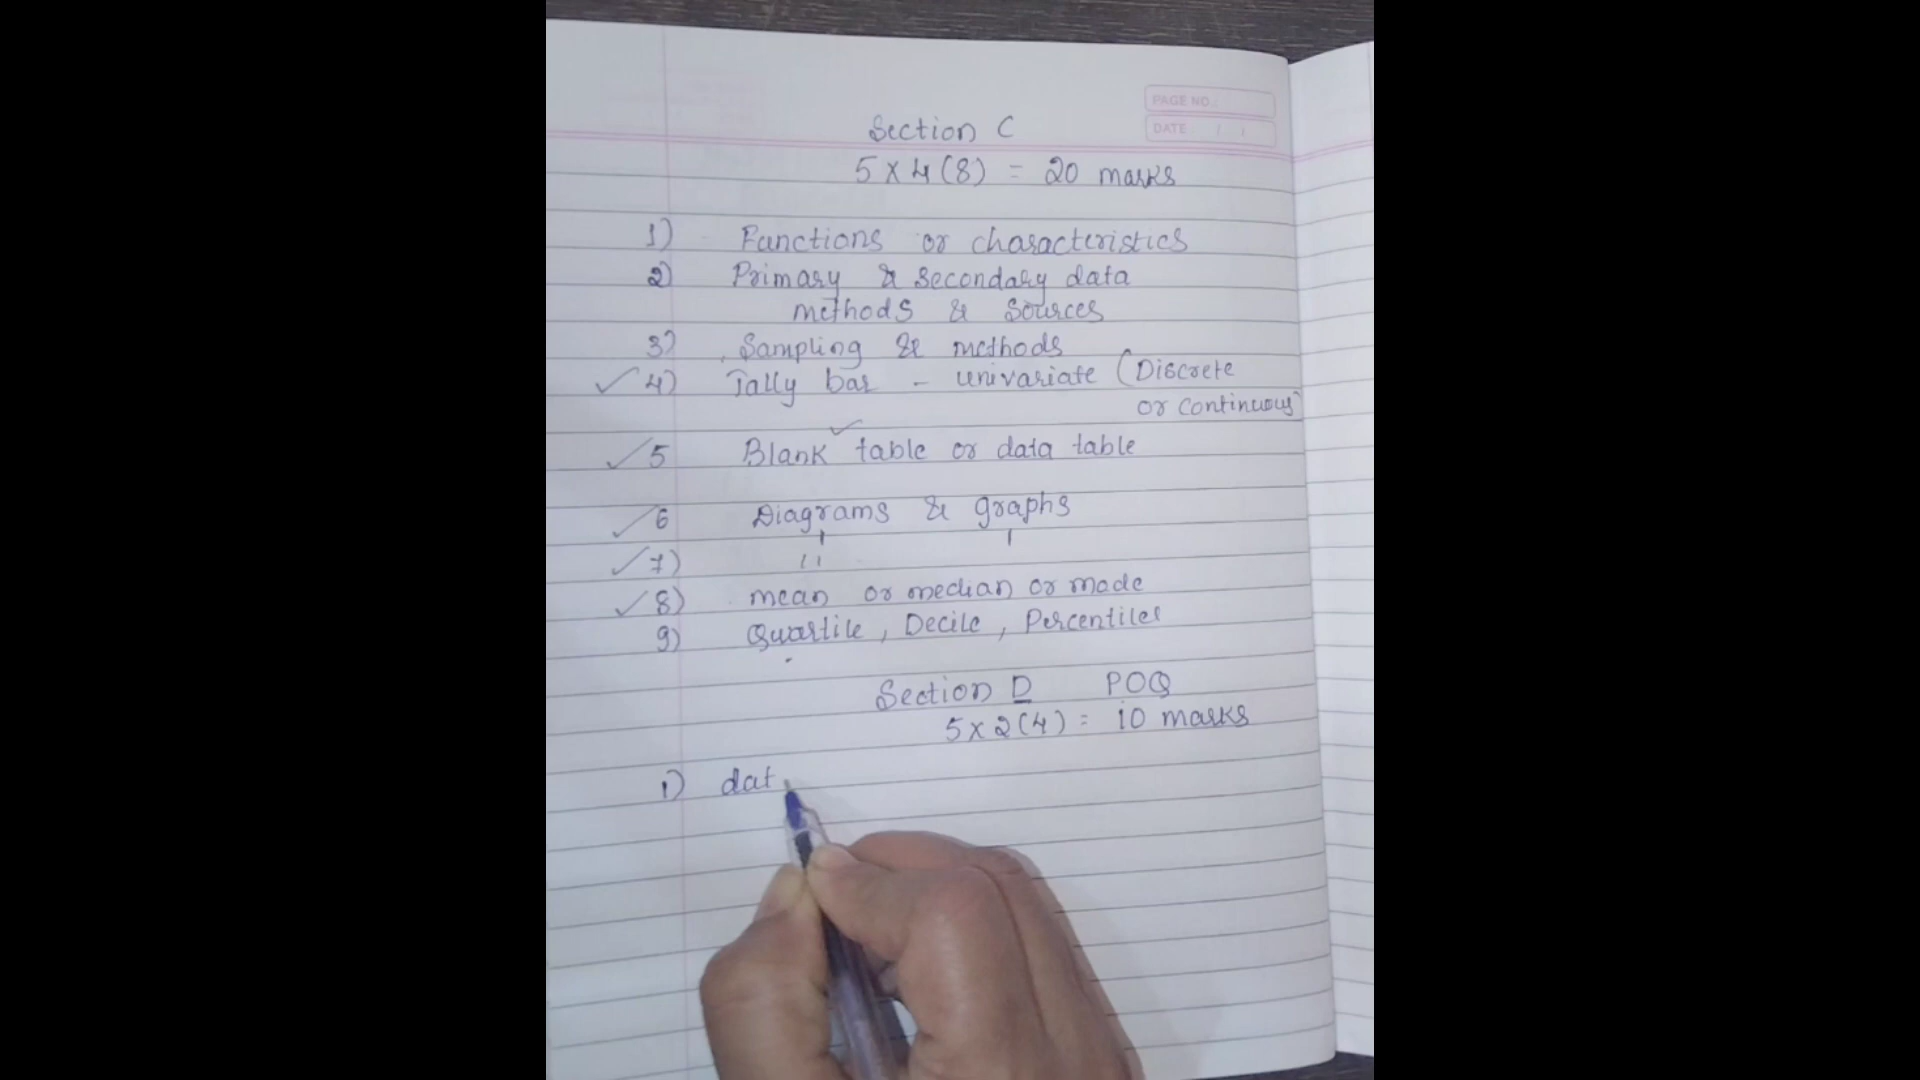 PAGE NO.
DATE / /
Section C
5 x 4 (8) = 20 marks
1) Functions or characteristics
2) Primary & Secondary data
methods & Sources
3) Sampling & methods
✓ 4) Tally bar - univariate (Discrete
or continuous)
✓ 5 Blank table or data table
✓ 6 Diagrams & graphs
✓ 7) 11
✓ 8) mean or median or mode
9) Quartile, Decile, Percentiles
Section D POQ
5 x 2 (4) = 10 marks
1) dat